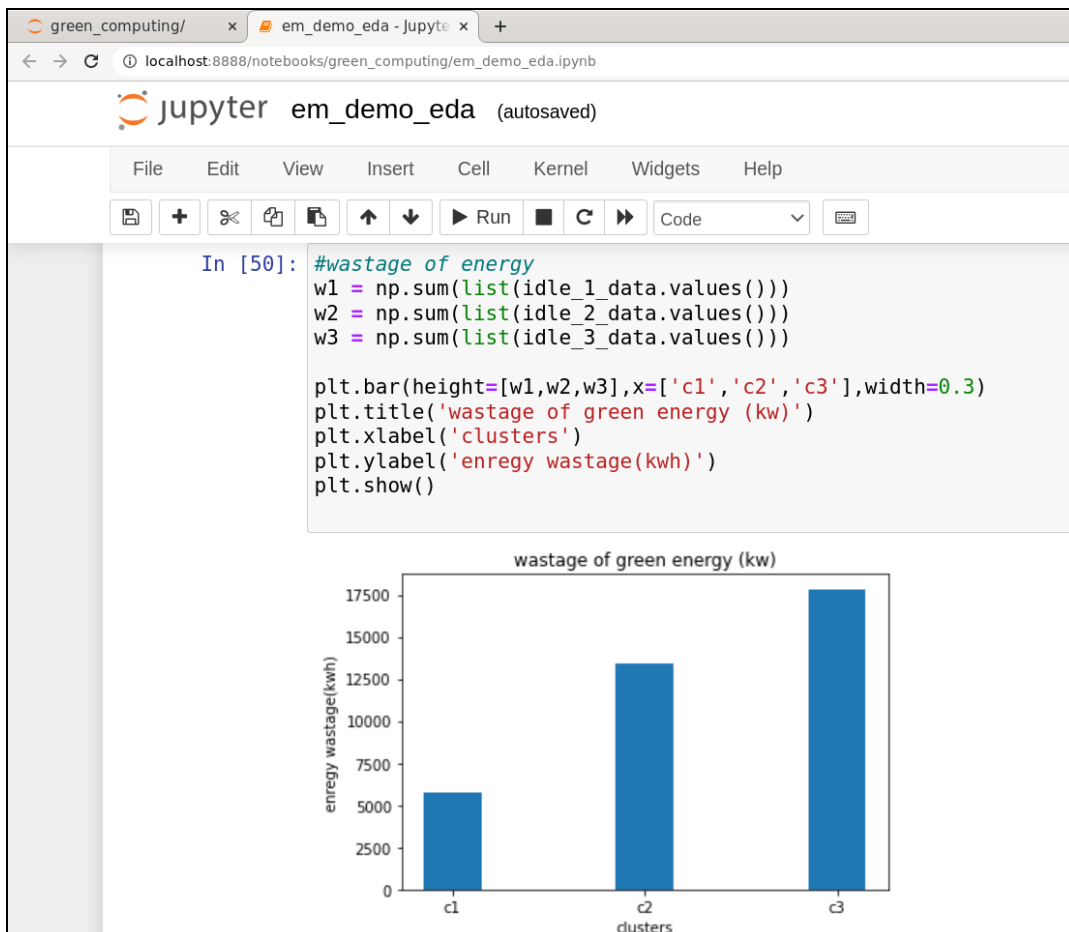 green_computing/ × em_demo_eda - Jupyte × +
localhost:8888/notebooks/green_computing/em_demo_eda.ipynb
jupyter em_demo_eda (autosaved)
File Edit View Insert Cell Kernel Widgets Help
Run Code
In [50]: #wastage of energy
w1 = np.sum(list(idle_1_data.values()))
w2 = np.sum(list(idle_2_data.values()))
w3 = np.sum(list(idle_3_data.values()))
plt.bar(height=[w1,w2,w3],x=['c1','c2','c3'],width=0.3)
plt.title('wastage of green energy (kw)')
plt.xlabel('clusters')
plt.ylabel('enregy wastage(kwh)')
plt.show()
wastage of green energy (kw)
enregy wastage(kwh)
17500
15000
12500
10000
7500
5000
2500
0
c1 c2 c3
clusters